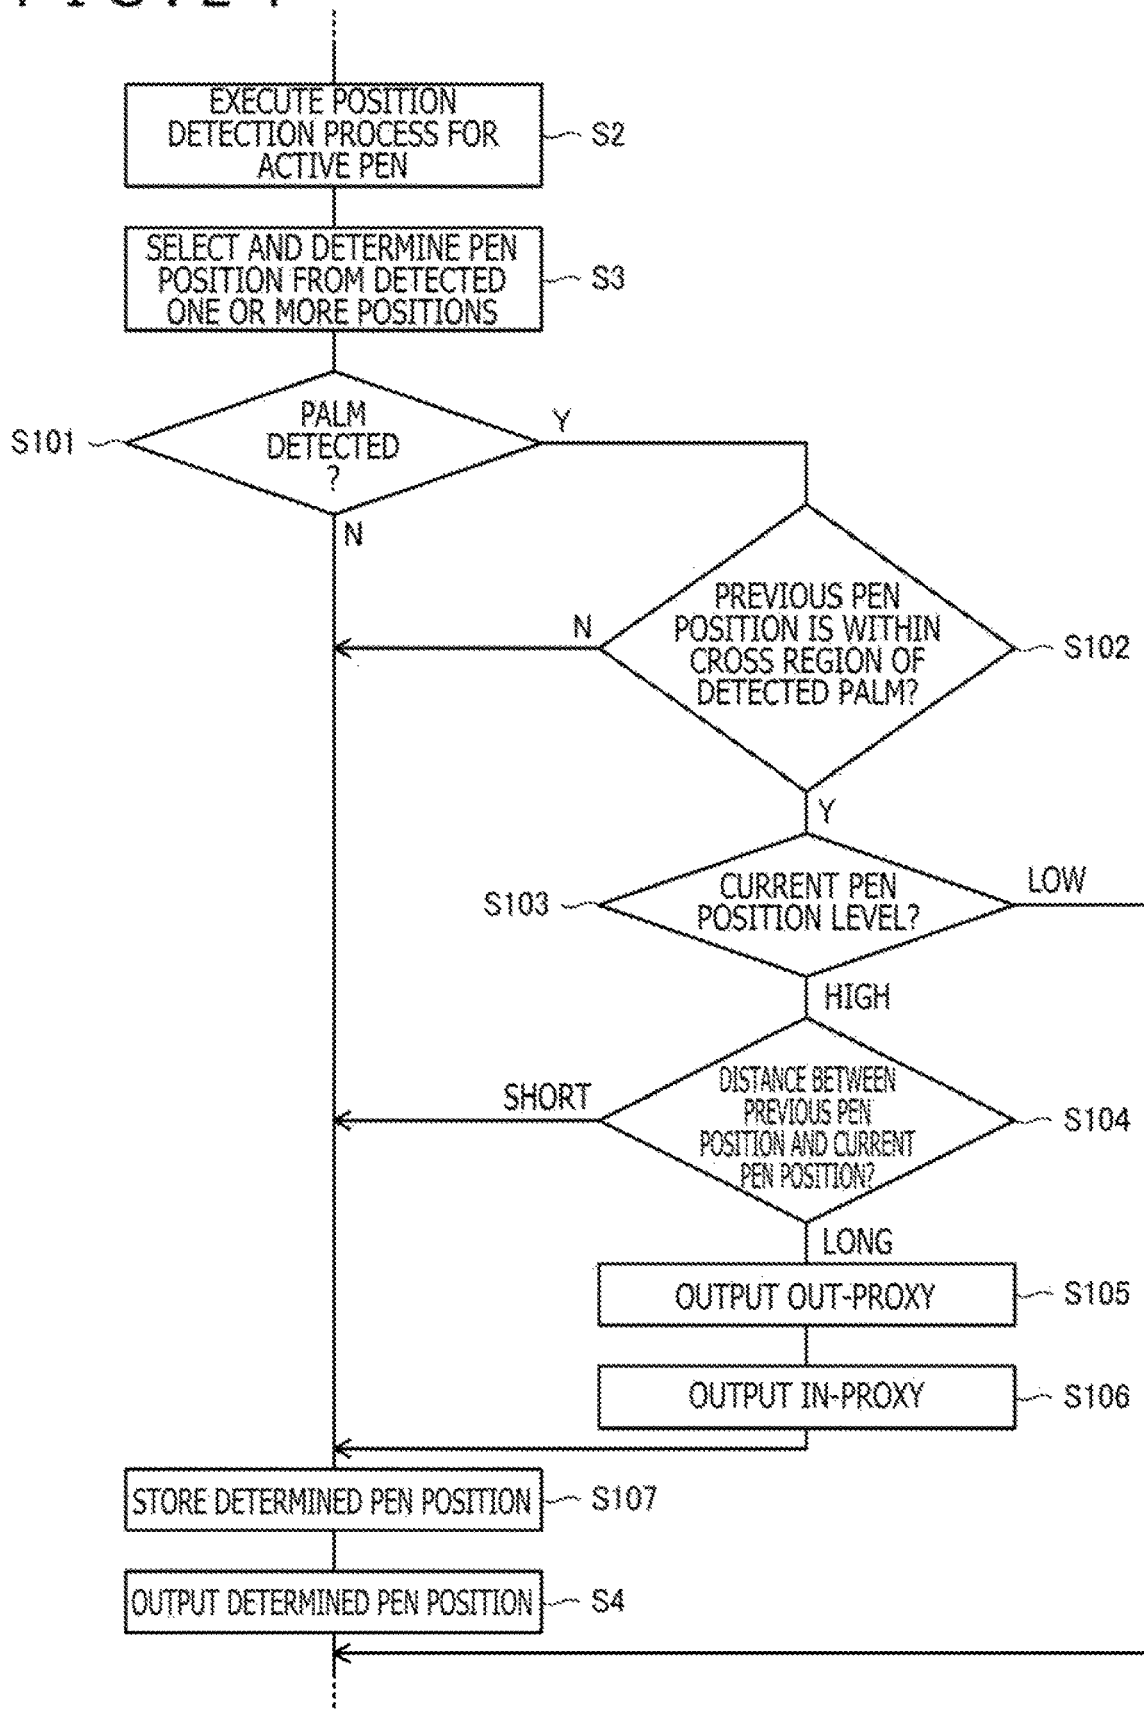 EXECUTE POSITION
DETECTION PROCESS FOR
ACTIVE PEN
S2
SELECT AND DETERMINE PEN
POSITION FROM DETECTED
ONE OR MORE POSITIONS
S3
S101
PALM
DETECTED
?
Y
N
PREVIOUS PEN
POSITION IS WITHIN
CROSS REGION OF
DETECTED PALM?
N
S102
Y
S103
CURRENT PEN
POSITION LEVEL?
LOW
HIGH
DISTANCE BETWEEN
PREVIOUS PEN
POSITION AND CURRENT
PEN POSITION?
SHORT
S104
LONG
OUTPUT OUT-PROXY
S105
OUTPUT IN-PROXY
S106
STORE DETERMINED PEN POSITION
S107
OUTPUT DETERMINED PEN POSITION
S4